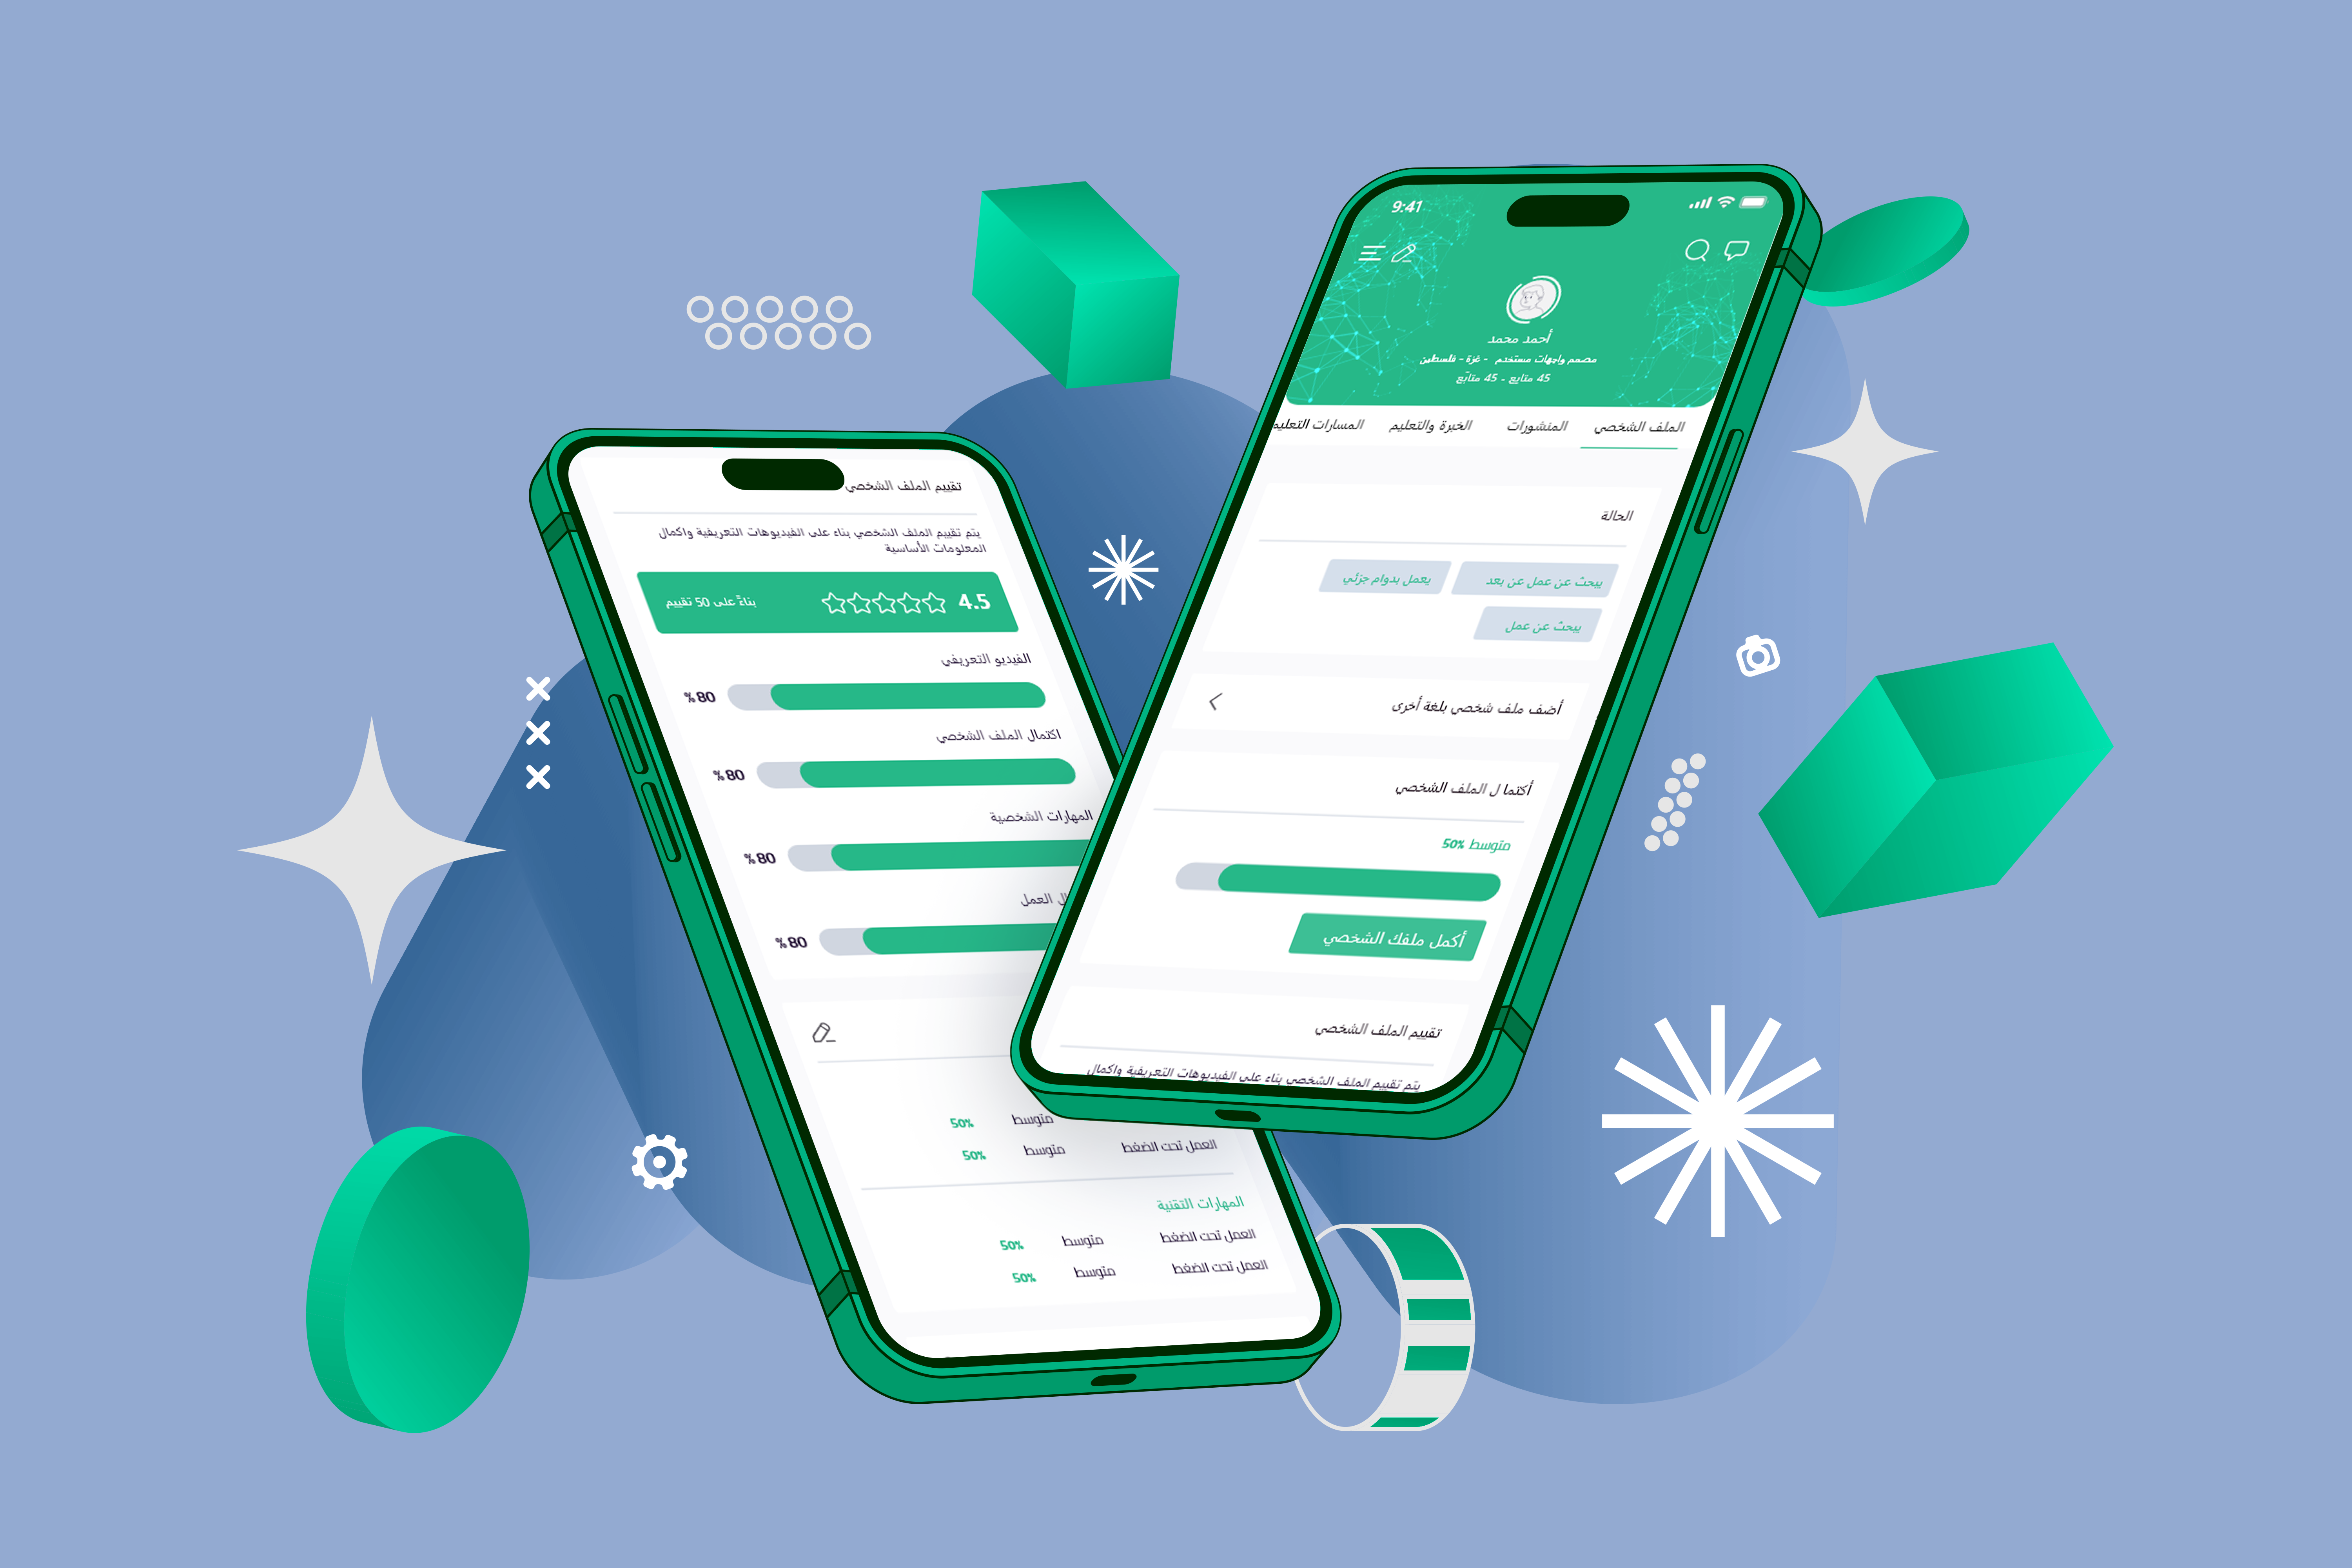 9:41
أحمد محمد
مصمم واجهات مستخدم - غزة - فلسطين
45 متابع - 45 متابَع
الملف الشخصي المنشورات الخبرة والتعليم المسارات التعليم
الحالة
يبحث عن عمل عن بعد يعمل بدوام جزئي
يبحث عن عمل
أضف ملف شخصي بلغة أخرى
أكتما ل الملف الشخصي
متوسط 50%
أكمل ملفك الشخصي
تقييم الملف الشخصي
يتم تقييم الملف الشخصي بناء على الفيديوهات التعريفية واكمال
تقييم الملف الشخصي
يتم تقييم الملف الشخصي بناء على الفيديوهات التعريفية واكمال
المعلومات الأساسية
4.5 بناءً على 50 تقييم
الفيديو التعريفي
80%
اكتمال الملف الشخصي
80%
المهارات الشخصية
80%
العمل
80%
متوسط 50%
العمل تحت الضغط متوسط 50%
المهارات التقنية
العمل تحت الضغط متوسط 50%
العمل تحت الضغط متوسط 50%